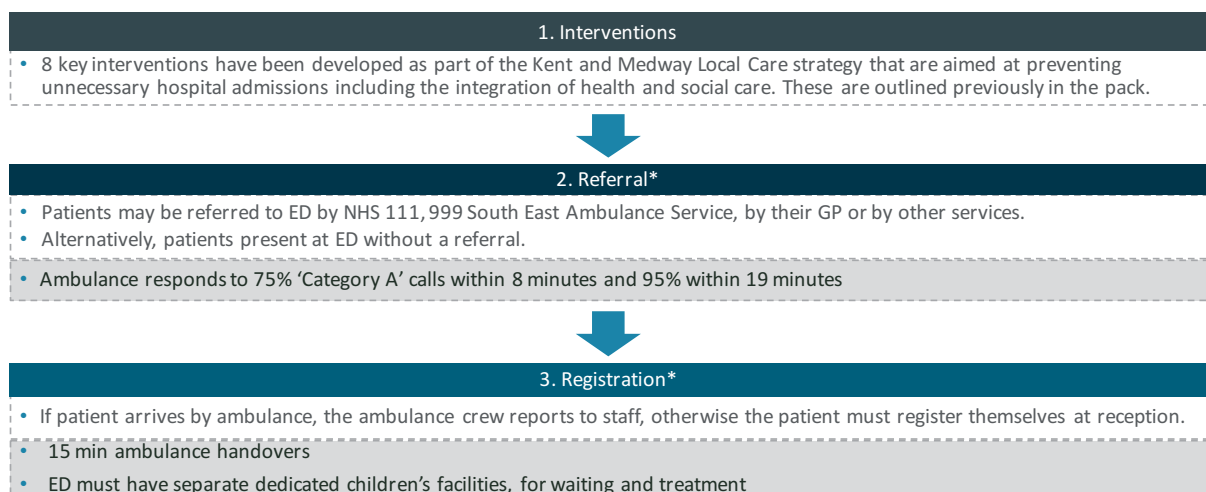 1. Interventions
• 8 key interventions have been developed as part of the Kent and Medway Local Care strategy that are aimed at preventing
unnecessary hospital admissions including the integration of health and social care. These are outlined previously in the pack.
2. Referral*
• Patients may be referred to ED by NHS 111, 999 South East Ambulance Service, by their GP or by other services.
• Alternatively, patients present at ED without a referral.
• Ambulance responds to 75% ‘Category A’ calls within 8 minutes and 95% within 19 minutes
3. Registration*
• If patient arrives by ambulance, the ambulance crew reports to staff, otherwise the patient must register themselves at reception.
• 15 min ambulance handovers
• ED must have separate dedicated children’s facilities, for waiting and treatment